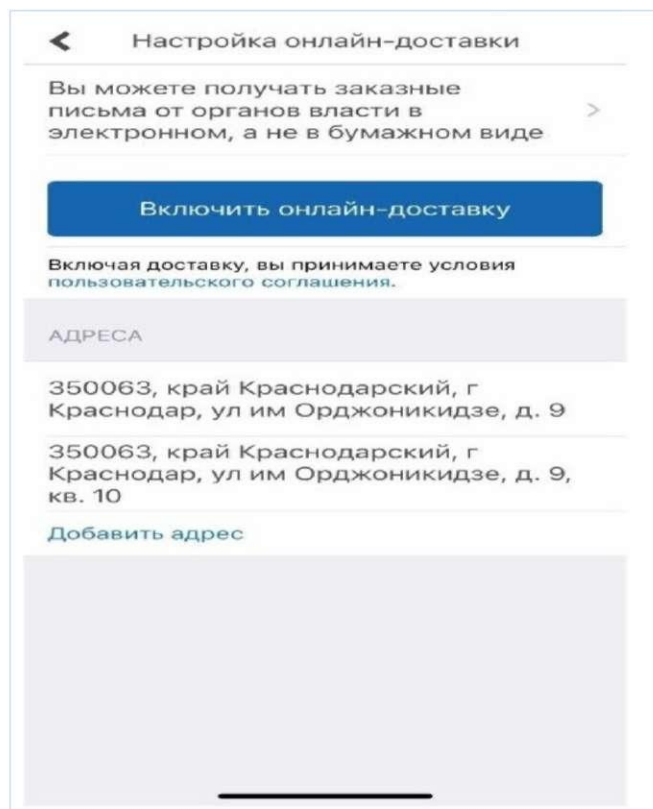 Настройка онлайн-доставки
Вы можете получать заказные
письма от органов власти в
электронном, а не в бумажном виде
Включить онлайн-доставку
Включая доставку, вы принимаете условия
пользовательского соглашения.
АДРЕСА
350063, край Краснодарский, г
Краснодар, ул им Орджоникидзе, д. 9
350063, край Краснодарский, г
Краснодар, ул им Орджоникидзе, д. 9,
кв. 10
Добавить адрес